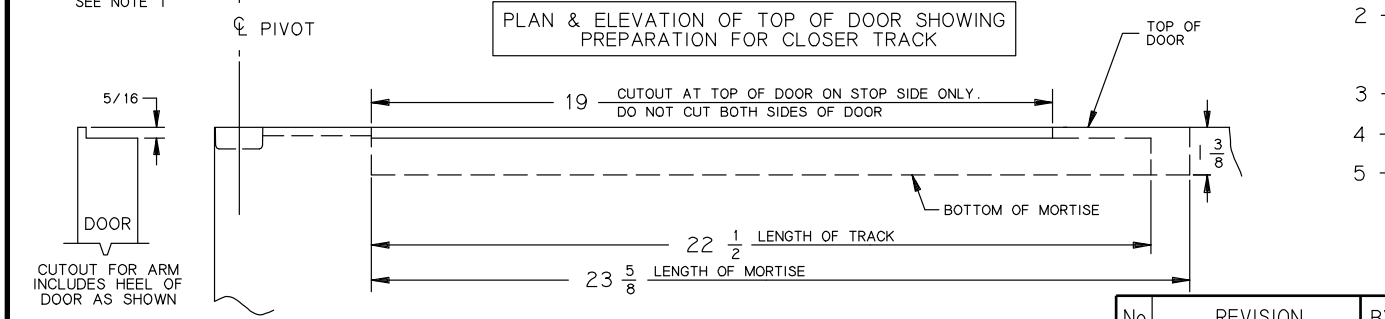 SEE NOTE 1
℄ PIVOT
PLAN & ELEVATION OF TOP OF DOOR SHOWING
PREPARATION FOR CLOSER TRACK
TOP OF
DOOR
2 -
5/16
19
CUTOUT AT TOP OF DOOR ON STOP SIDE ONLY.
DO NOT CUT BOTH SIDES OF DOOR
3 -
1 3/8
4 -
5 -
DOOR
BOTTOM OF MORTISE
22 1/2 LENGTH OF TRACK
23 5/8 LENGTH OF MORTISE
CUTOUT FOR ARM
INCLUDES HEEL OF
DOOR AS SHOWN
No REVISION